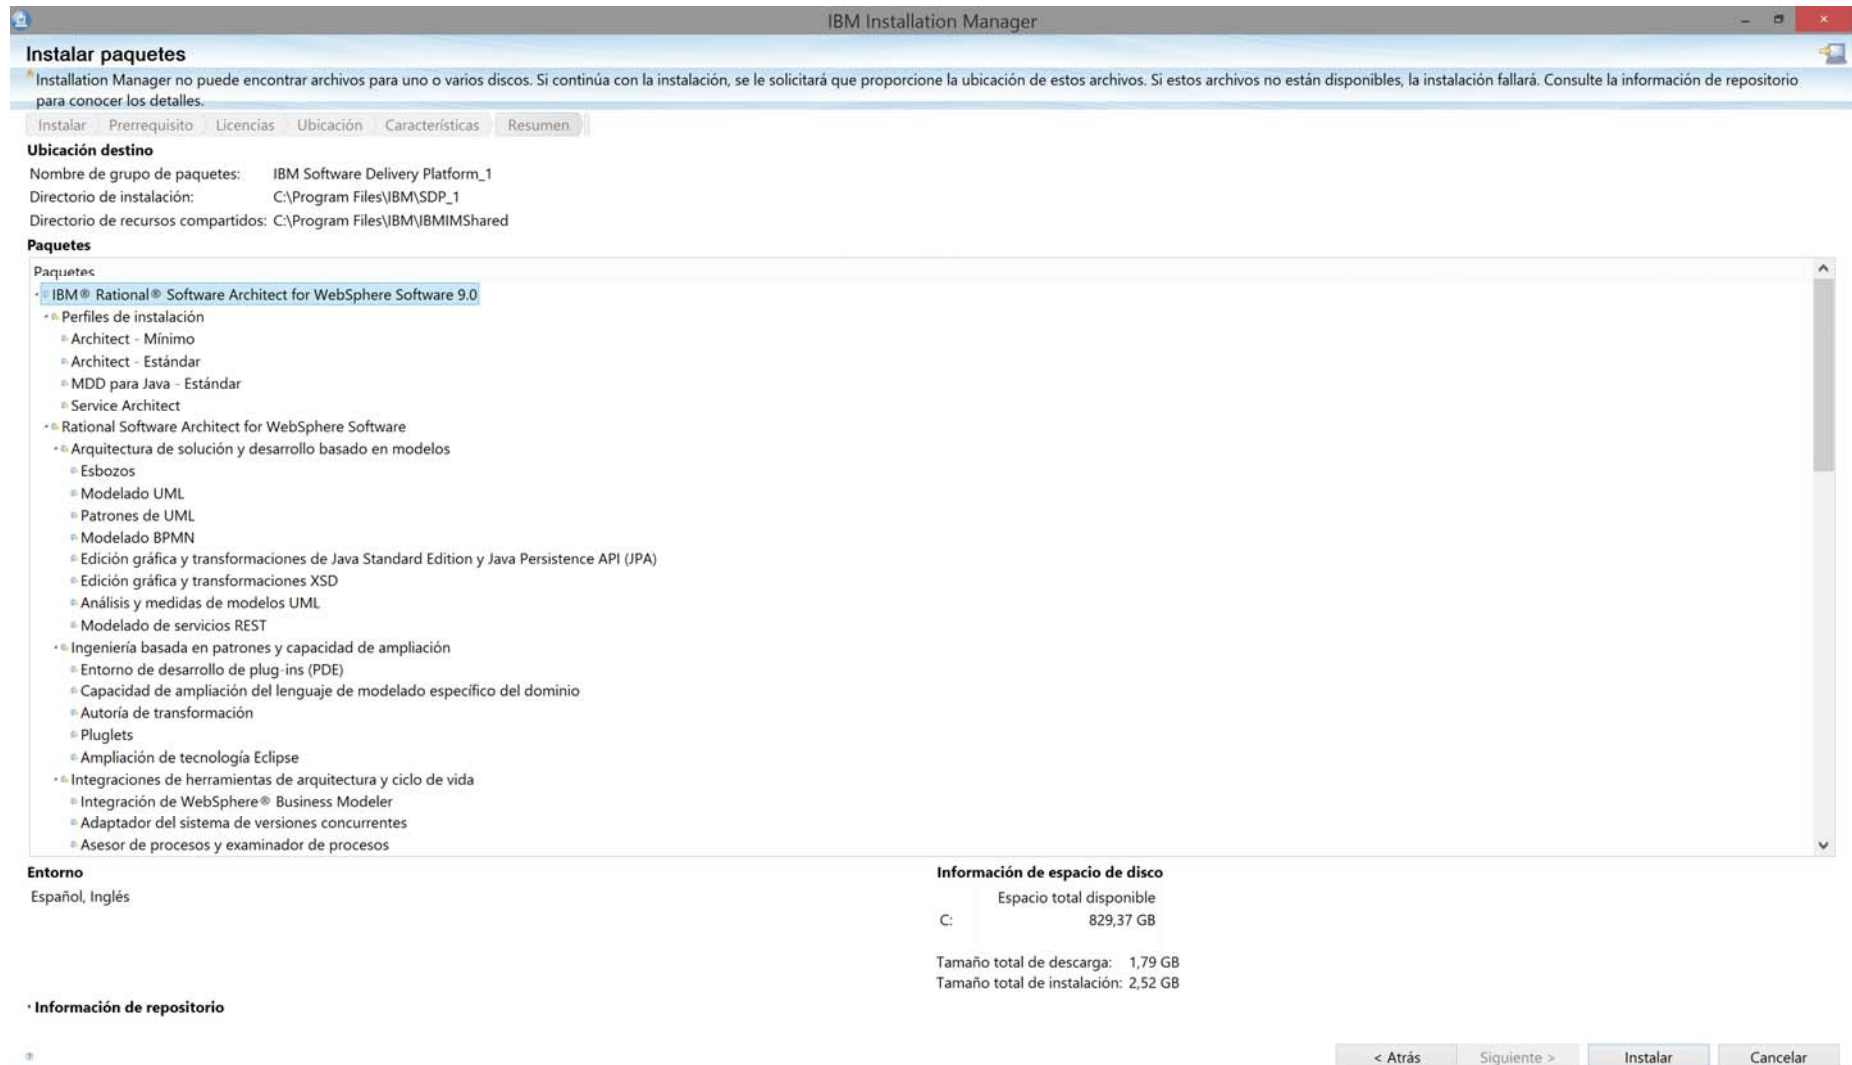 IBM Installation Manager
Instalar paquetes
Installation Manager no puede encontrar archivos para uno o varios discos. Si continúa con la instalación, se le solicitará que proporcione la ubicación de estos archivos. Si estos archivos no están disponibles, la instalación fallará. Consulte la información de repositorio
para conocer los detalles.
Instalar Prerrequisito Licencias Ubicación Características Resumen
Ubicación destino
Nombre de grupo de paquetes: IBM Software Delivery Platform_1
Directorio de instalación: C:\Program Files\IBM\SDP_1
Directorio de recursos compartidos: C:\Program Files\IBM\IBMIMShared
Paquetes
Paquetes
IBM® Rational® Software Architect for WebSphere Software 9.0
Perfiles de instalación
Architect - Mínimo
Architect - Estándar
MDD para Java - Estándar
Service Architect
Rational Software Architect for WebSphere Software
Arquitectura de solución y desarrollo basado en modelos
Esbozos
Modelado UML
Patrones de UML
Modelado BPMN
Edición gráfica y transformaciones de Java Standard Edition y Java Persistence API (JPA)
Edición gráfica y transformaciones XSD
Análisis y medidas de modelos UML
Modelado de servicios REST
Ingeniería basada en patrones y capacidad de ampliación
Entorno de desarrollo de plug-ins (PDE)
Capacidad de ampliación del lenguaje de modelado específico del dominio
Autoría de transformación
Pluglets
Ampliación de tecnología Eclipse
Integraciones de herramientas de arquitectura y ciclo de vida
Integración de WebSphere® Business Modeler
Adaptador del sistema de versiones concurrentes
Asesor de procesos y examinador de procesos
Entorno
Español, Inglés
Información de espacio de disco
Espacio total disponible
C: 829,37 GB
Tamaño total de descarga: 1,79 GB
Tamaño total de instalación: 2,52 GB
Información de repositorio
< Atrás Siguiente > Instalar Cancelar